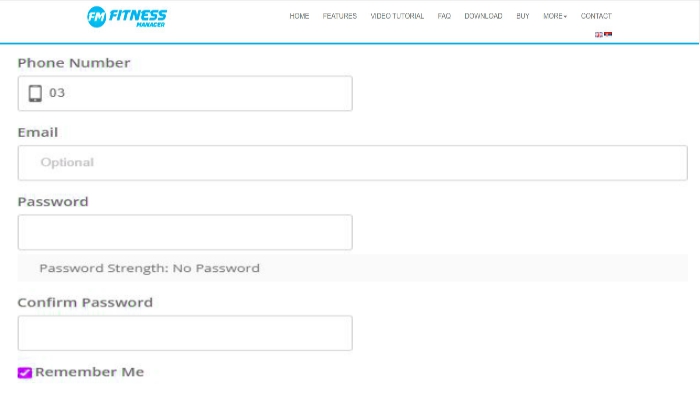 FM FITNESS
MANAGER
HOME FEATURES VIDEO TUTORIAL FAQ DOWNLOAD BUY MORE CONTACT
Phone Number
03
Email
Optional
Password
Password Strength: No Password
Confirm Password
Remember Me